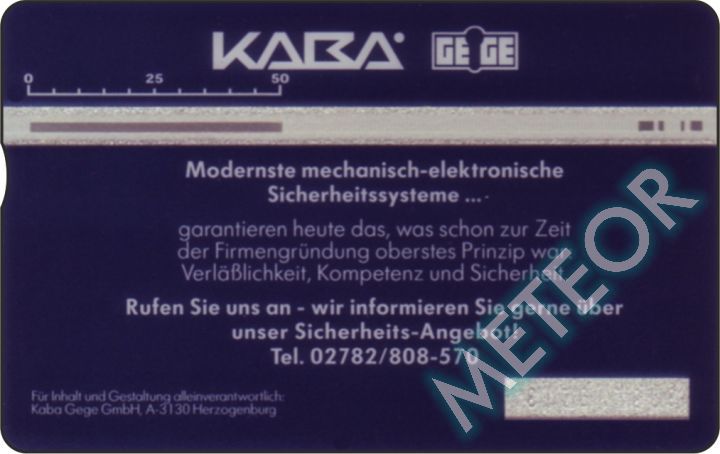 KABA GEGE
0 25 50
Modernste mechanisch-elektronische
Sicherheitssysteme ...
garantieren heute das, was schon zur Zeit
der Firmengründung oberstes Prinzip war:
Verläßlichkeit, Kompetenz und Sicherheit.
Rufen Sie uns an - wir informieren Sie gerne über
unser Sicherheits-Angebot!
Tel. 02782/808-570
METEOR
Für Inhalt und Gestaltung alleinverantwortlich:
Kaba Gege GmbH, A-3130 Herzogenburg